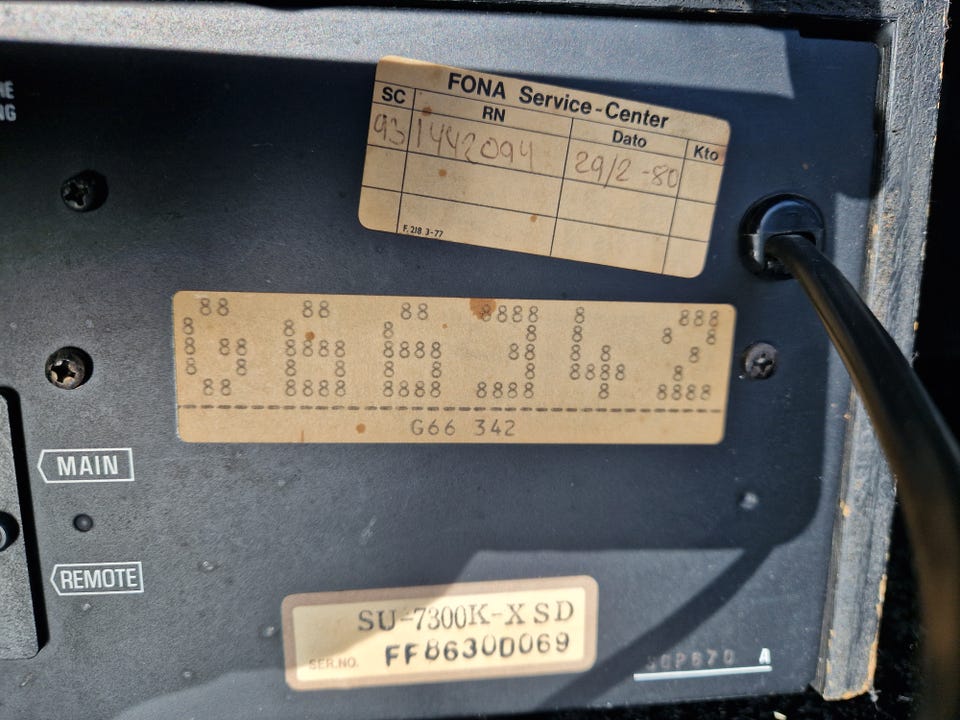 FONA Service-Center
SC RN Dato Kto
93 1442094 29/2 -80
F. 218 3-77
G66342
G66 342
MAIN
REMOTE
SU-7300K-XSD
SER.NO. FF8630D069
A